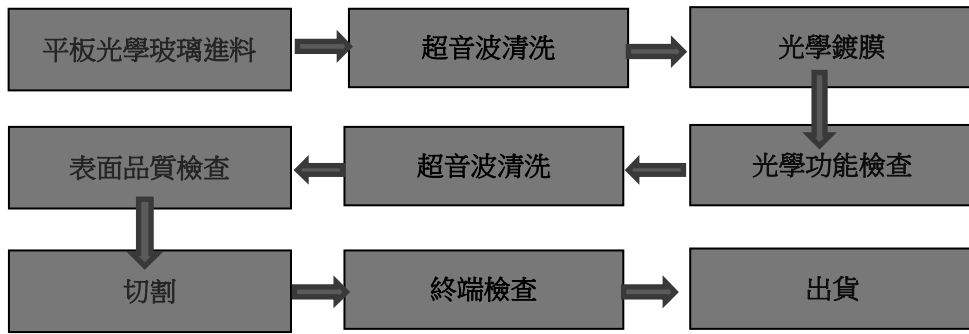 平板光學玻璃進料
超音波清洗
光學鍍膜
光學功能檢查
超音波清洗
表面品質檢查
切割
終端檢查
出貨